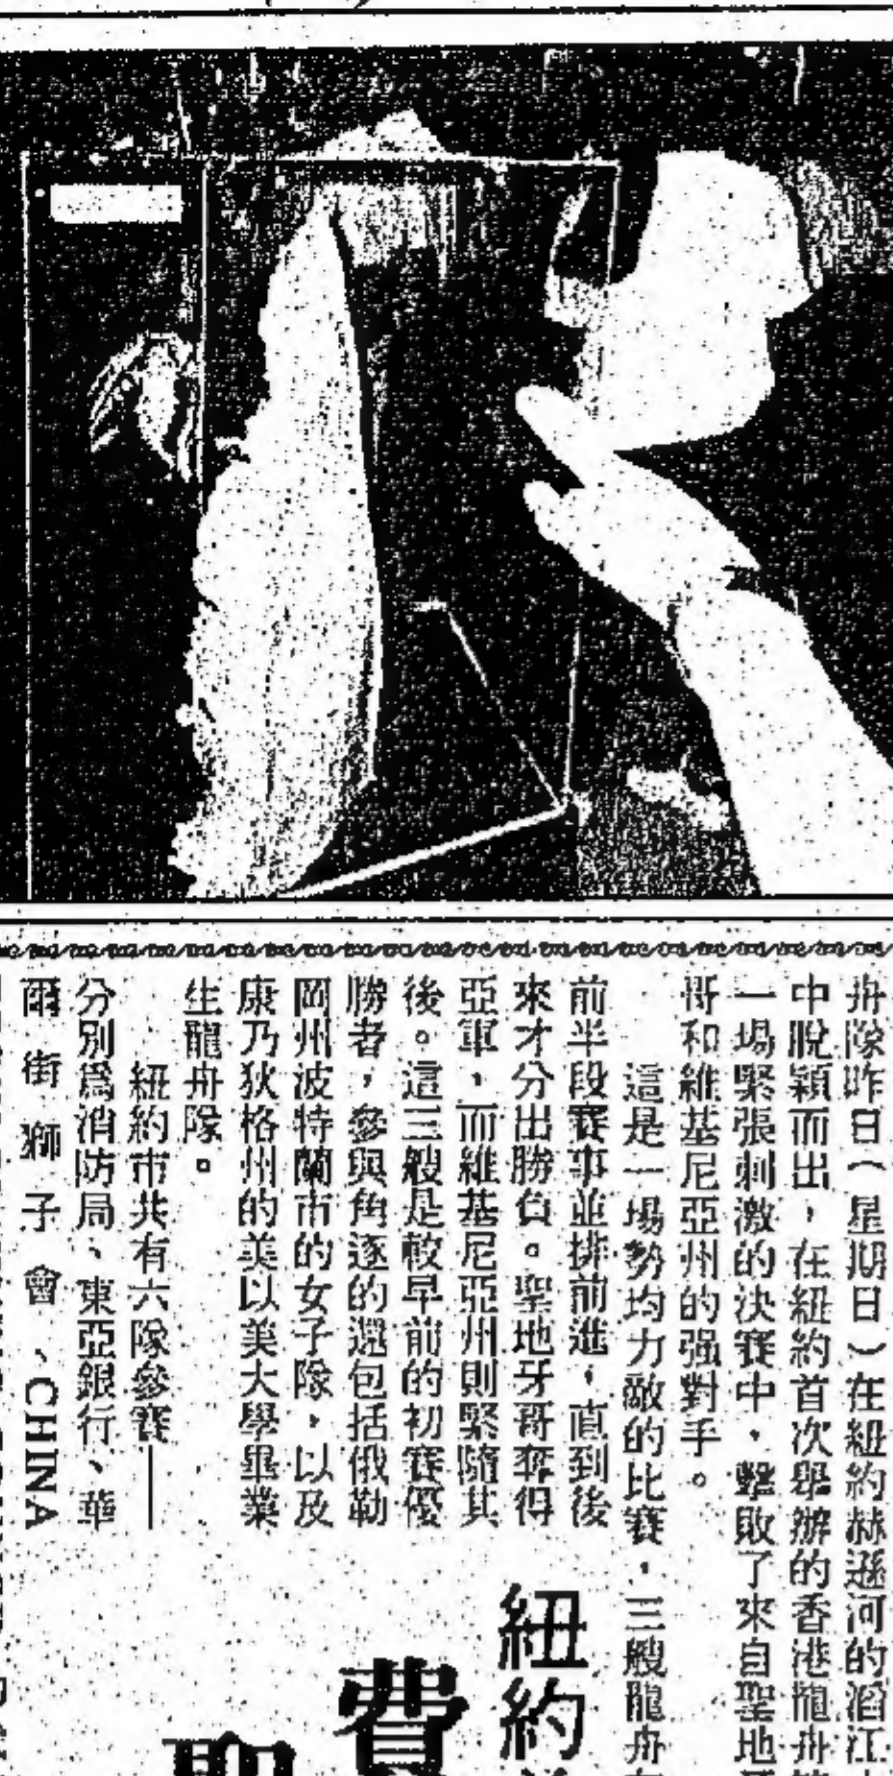 舟隊昨日(星期日)在紐約赫遜河的滔江
中脫穎而出,在紐約首次舉辦的香港龍舟
一場緊張刺激的决賽中,擊敗了來自聖地
哥和維基尼亞州的强對手。
這是一場勢均力敵的比賽,三艘龍舟在
前半段賽事並排前進,直到後
來才分出勝負。聖地牙哥奪得
亞軍,而維基尼亞州則緊隨其
後。這三艘是較早前的初賽優
勝者,參與角逐的還包括俄勒
岡州波特蘭市的女子隊,以及
康乃狄格州的美以美大學畢業
生龍舟隊。
紐約市共有六隊參賽——
分別爲消防局、東亞銀行、華
爾街獅子會、CHINA
紐約
費